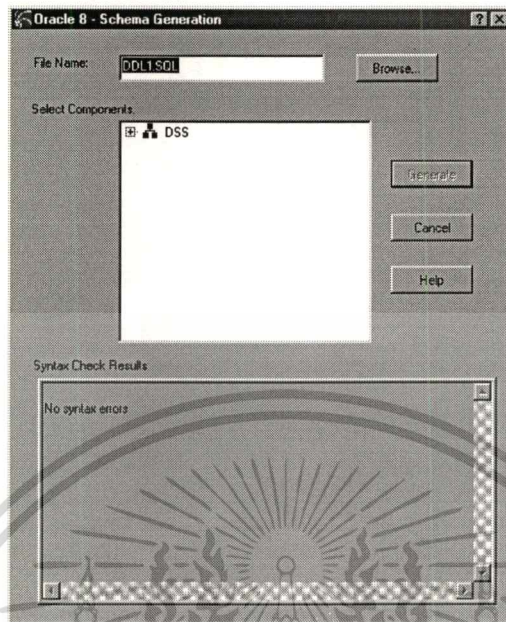 Oracle 8 - Schema Generation
File Name:
DDL1.SQL
Browse...
Select Components.
DSS
Generate
Cancel
Help
Syntax Check Results
No syntax errors